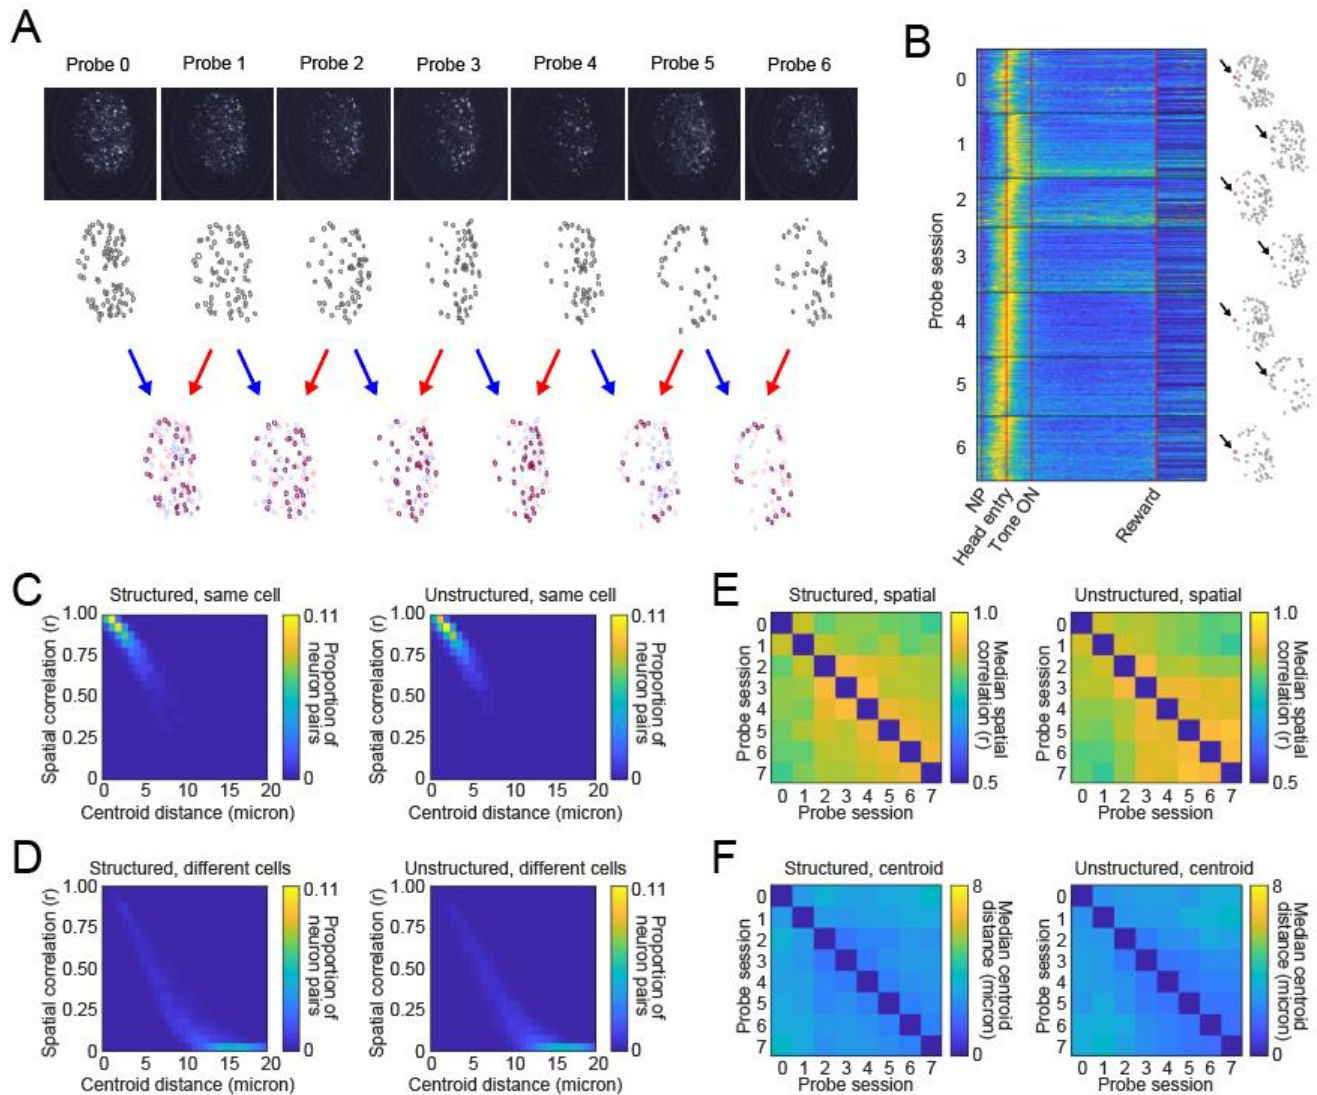 A
Probe 0 Probe 1 Probe 2 Probe 3 Probe 4 Probe 5 Probe 6
B
Probe session
0
1
2
3
4
5
6
NP
Head entry
Tone ON
Reward
C
Structured, same cell
Spatial correlation (r)
1.00
0.75
0.50
0.25
0
0 5 10 15 20
Centroid distance (micron)
0.11
0
Proportion of
neuron pairs
Unstructured, same cell
1.00
0.75
0.50
0.25
0
0 5 10 15 20
Centroid distance (micron)
0.11
0
Proportion of
neuron pairs
D
Structured, different cells
Spatial correlation (r)
1.00
0.75
0.50
0.25
0
0 5 10 15 20
Centroid distance (micron)
0.11
0
Proportion of
neuron pairs
Unstructured, different cells
1.00
0.75
0.50
0.25
0
0 5 10 15 20
Centroid distance (micron)
0.11
0
Proportion of
neuron pairs
E
Structured, spatial
Probe session
0
1
2
3
4
5
6
7
0 1 2 3 4 5 6 7
Probe session
1.0
0.5
Median spatial
correlation (r)
Unstructured, spatial
Probe session
0
1
2
3
4
5
6
7
0 1 2 3 4 5 6 7
Probe session
1.0
0.5
Median spatial
correlation (r)
F
Structured, centroid
Probe session
0
1
2
3
4
5
6
7
0 1 2 3 4 5 6 7
Probe session
8
0
Median centroid
distance (micron)
Unstructured, centroid
Probe session
0
1
2
3
4
5
6
7
0 1 2 3 4 5 6 7
Probe session
8
0
Median centroid
distance (micron)